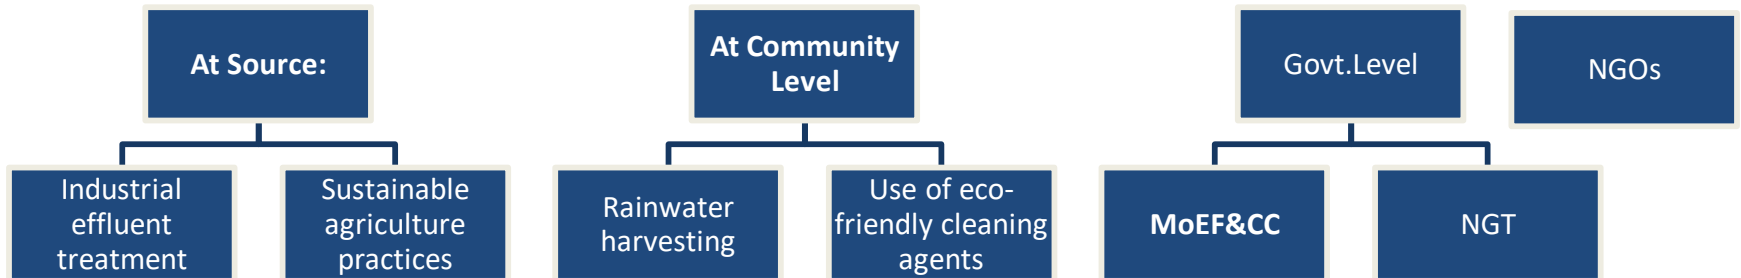 At Source:
At Community
Level
Govt.Level
NGOs
Industrial
effluent
treatment
Sustainable
agriculture
practices
Rainwater
harvesting
Use of eco-
friendly cleaning
agents
MoEF&CC
NGT